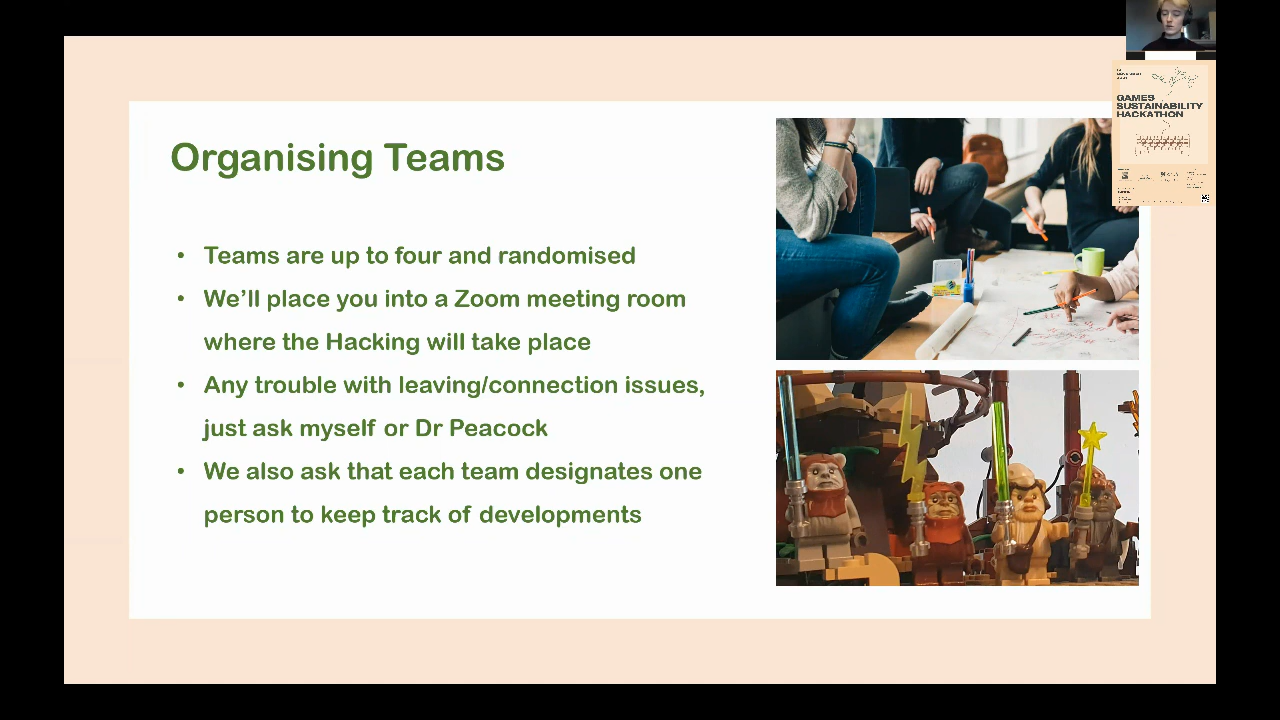 Organising Teams
• Teams are up to four and randomised
• We’ll place you into a Zoom meeting room
where the Hacking will take place
• Any trouble with leaving/connection issues,
just ask myself or Dr Peacock
• We also ask that each team designates one
person to keep track of developments
GAMES
SUSTAINABILITY
HACKATHON